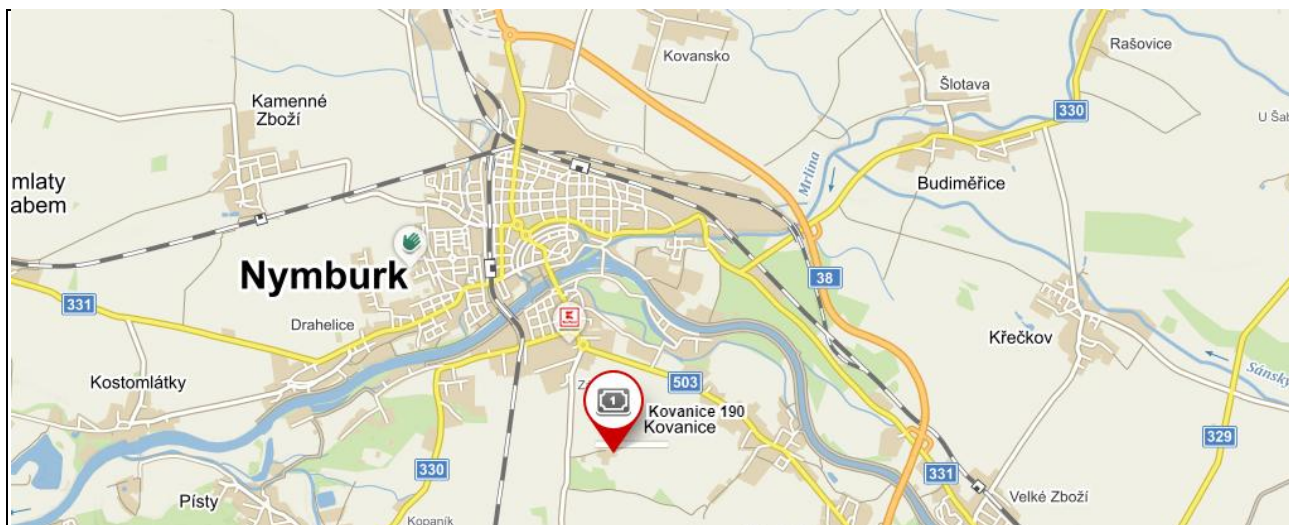 Kovansko
Rašovice
Šlotava
330
Kamenné
Zboží
Mrlina
Budiměřice
mlaty
abem
Nymburk
38
331
Drahelice
Křečkov
Kostomlátky
503
1
Kovanice 190
Kovanice
Sánský
329
330
331
Písty
Velké Zboží
Kopaník